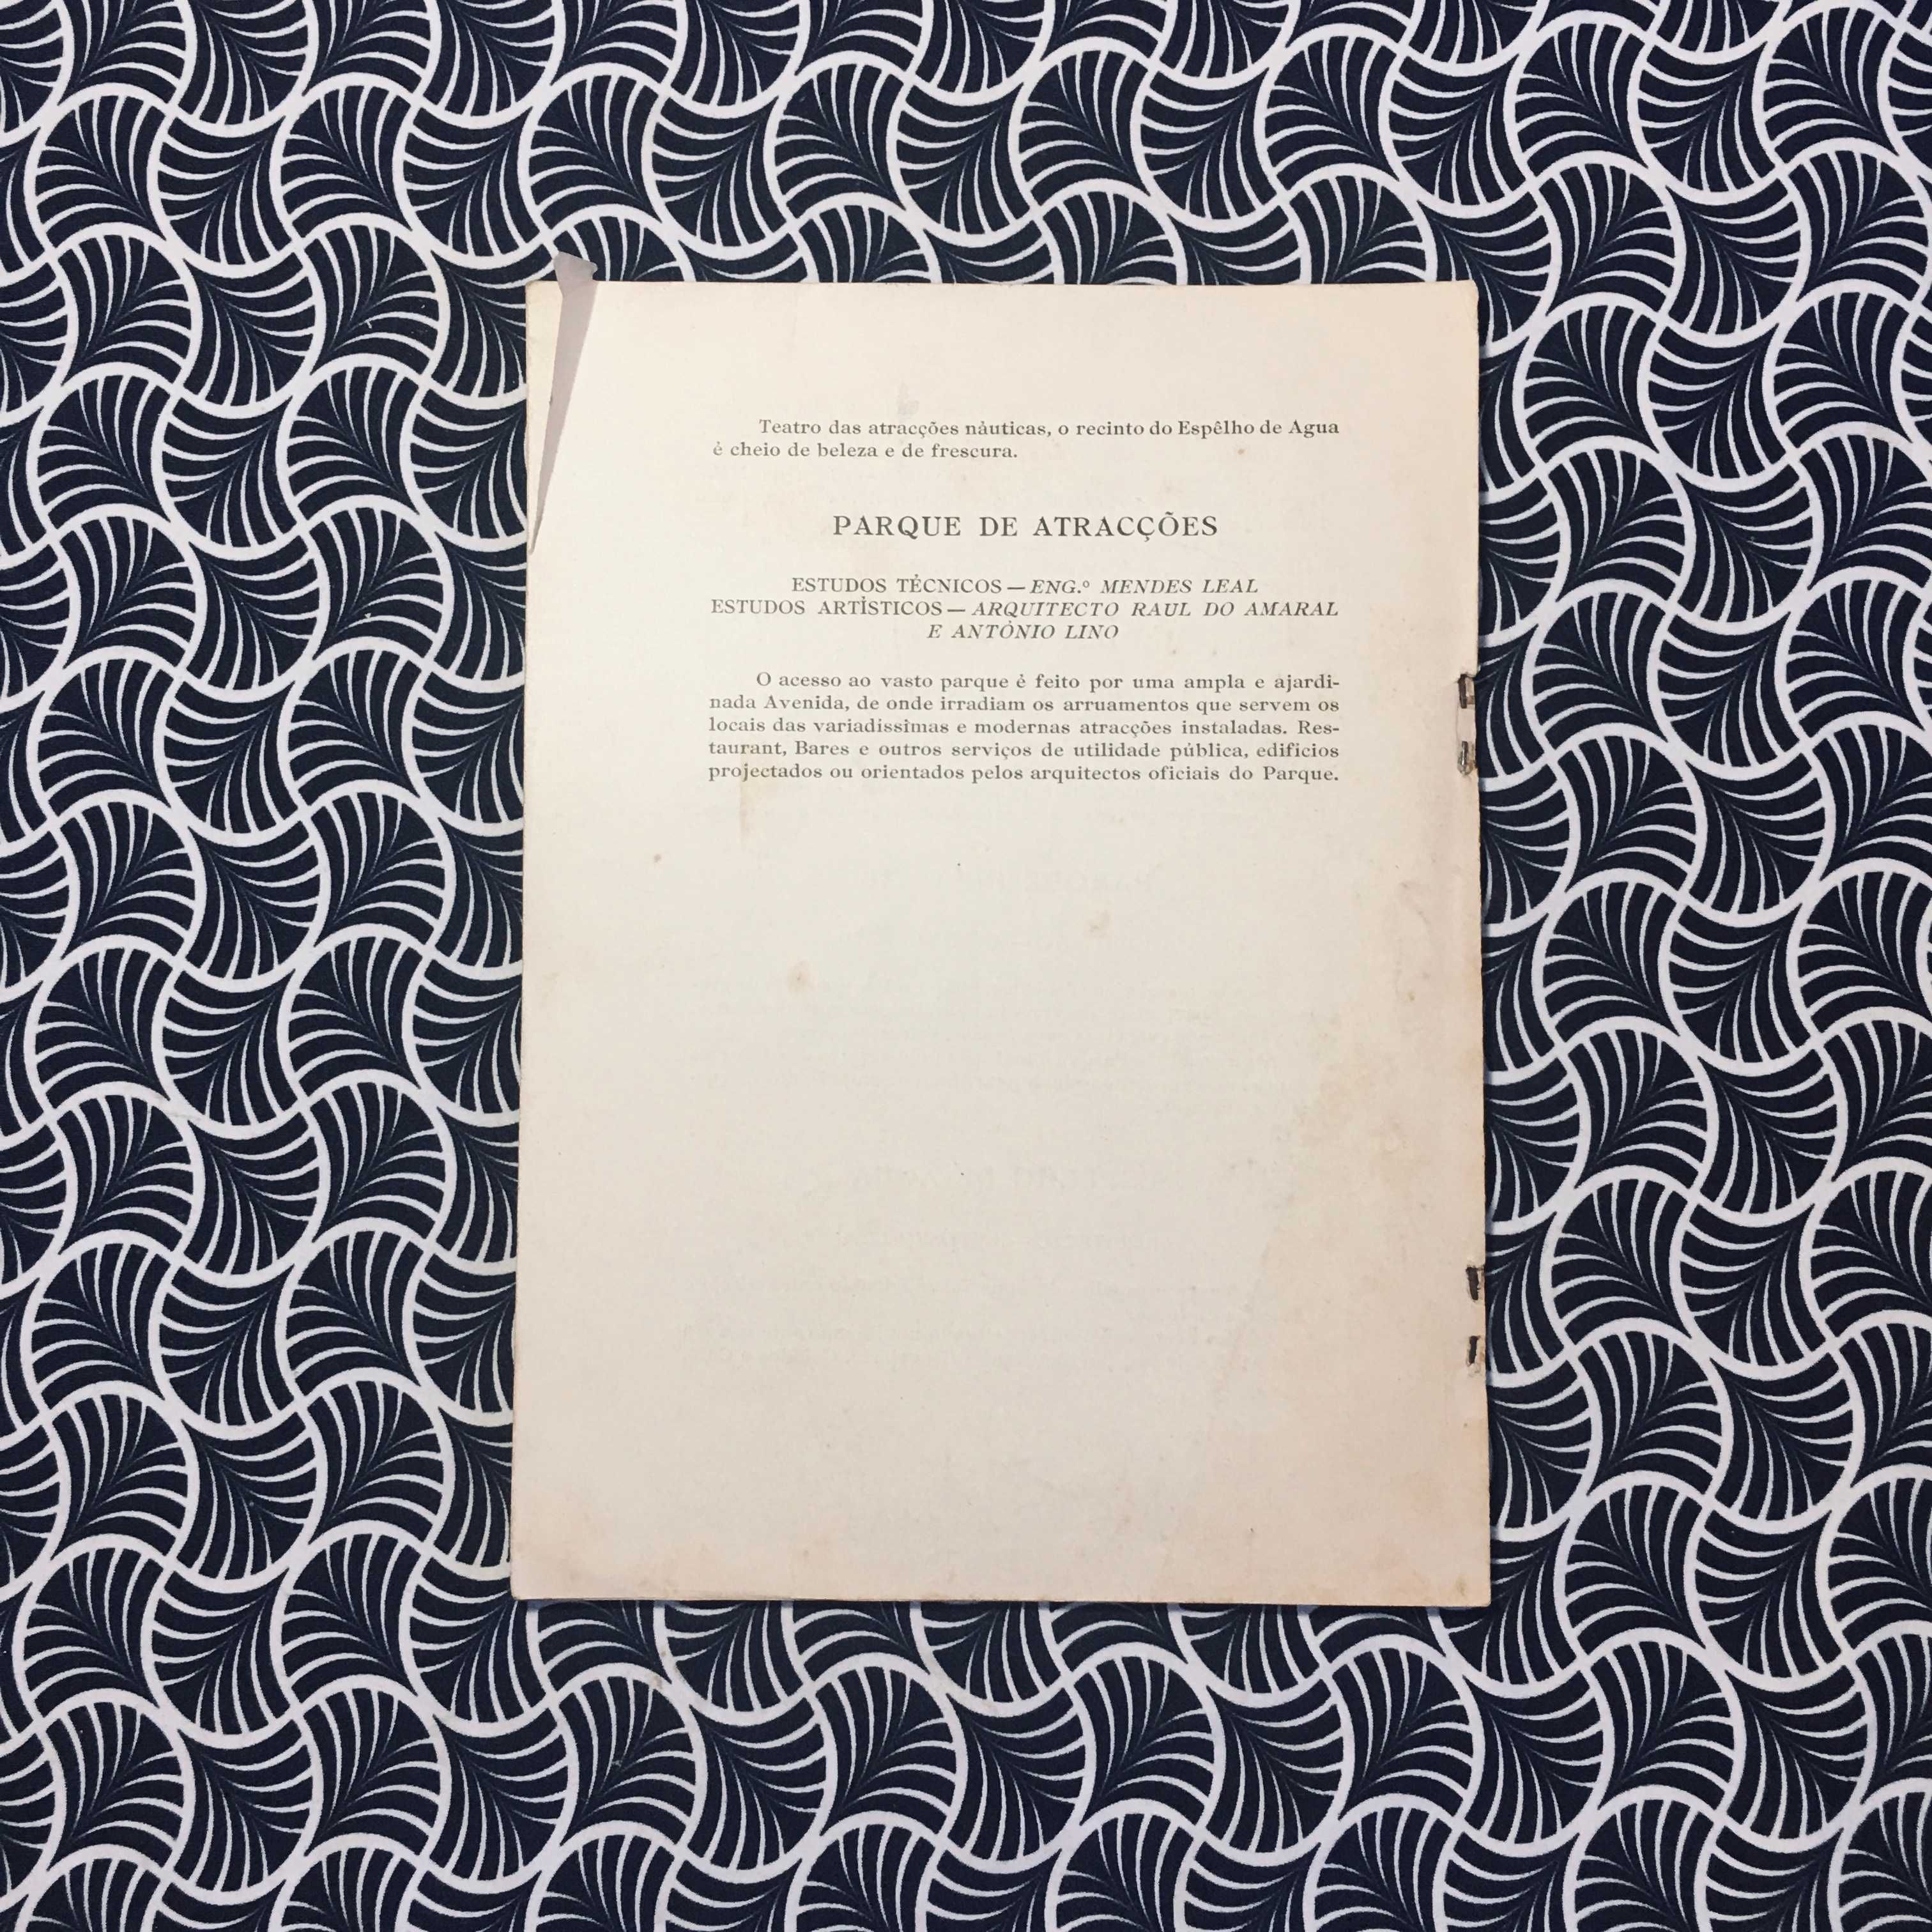 Teatro das atracções náuticas, o recinto do Espêlho de Agua
é cheio de beleza e de frescura.
PARQUE DE ATRACÇÕES
ESTUDOS TÉCNICOS — ENG.º MENDES LEAL
ESTUDOS ARTÍSTICOS — ARQUITECTO RAUL DO AMARAL
E ANTÓNIO LINO
O acesso ao vasto parque é feito por uma ampla e ajardi-
nada Avenida, de onde irradiam os arruamentos que servem os
locais das variadissimas e modernas atracções instaladas. Res-
taurant, Bares e outros serviços de utilidade pública, edificios
projectados ou orientados pelos arquitectos oficiais do Parque.